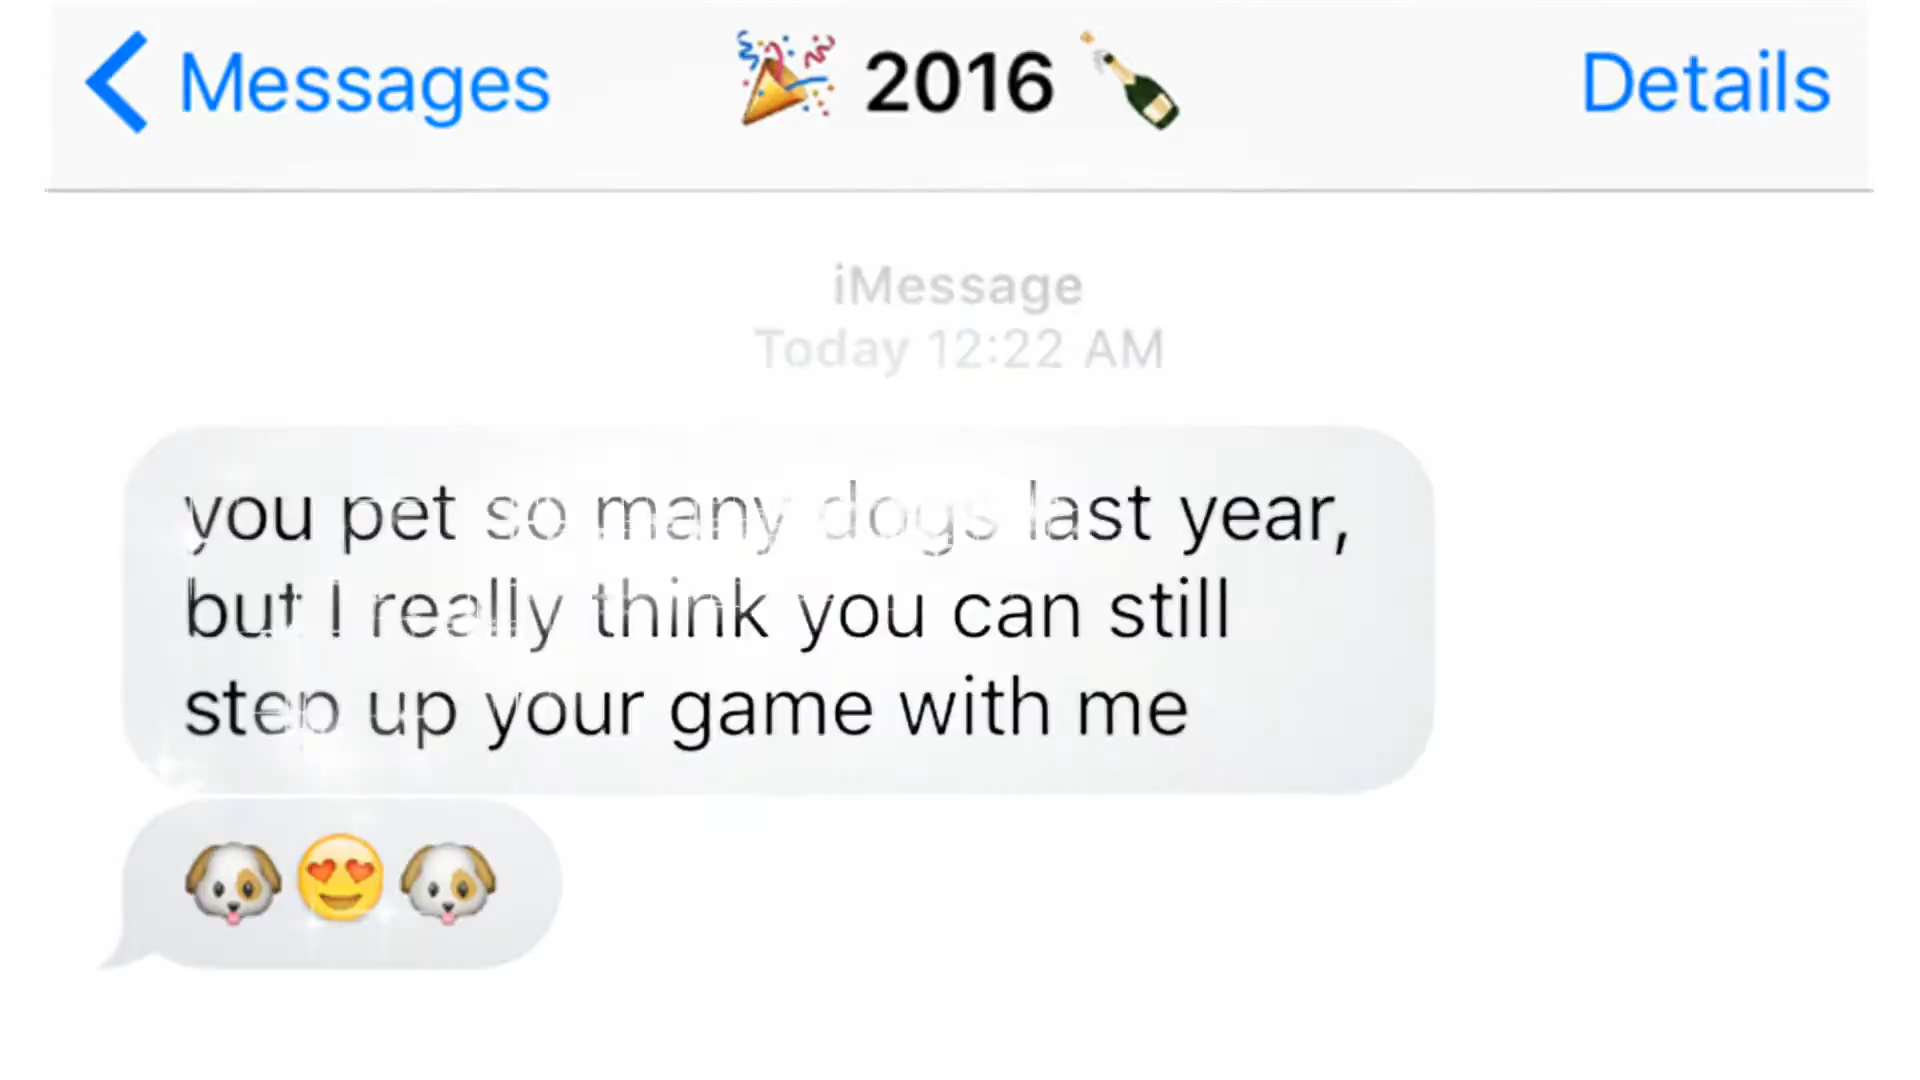 Messages 🎉 2016 🍾 Details
iMessage
Today 12:22 AM
you pet so many dogs last year,
but I really think you can still
step up your game with me
🐶😍🐶